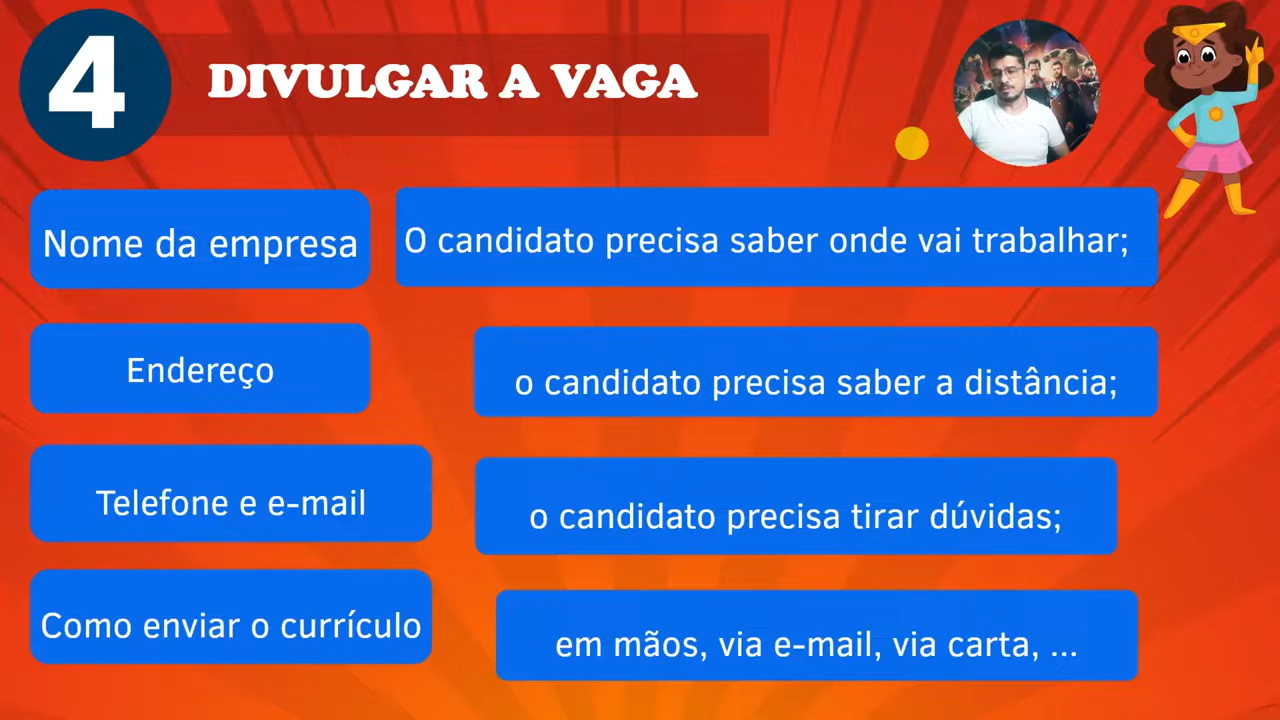 4
DIVULGAR A VAGA
Nome da empresa
O candidato precisa saber onde vai trabalhar;
Endereço
o candidato precisa saber a distância;
Telefone e e-mail
o candidato precisa tirar dúvidas;
Como enviar o currículo
em mãos, via e-mail, via carta, ...